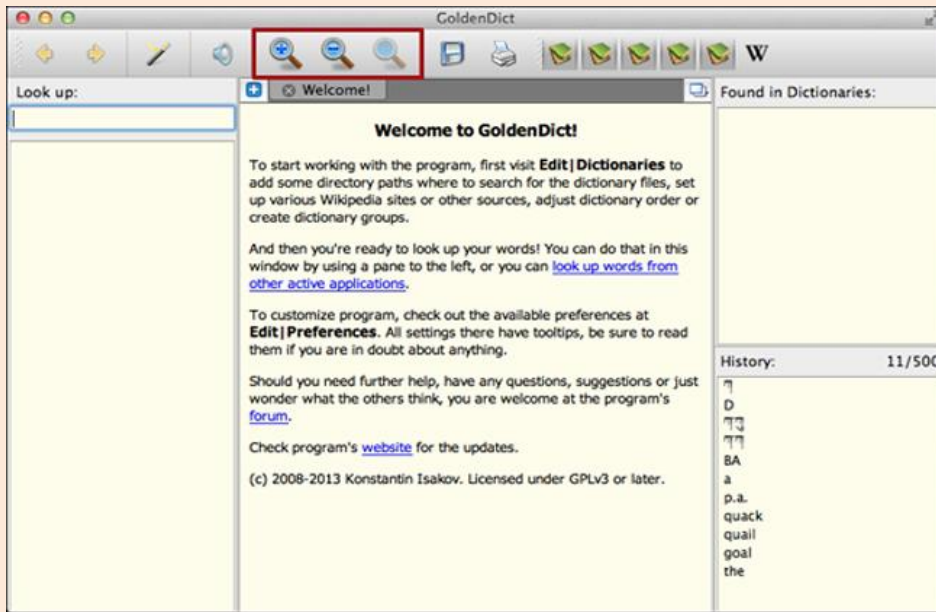 GoldenDict
W
Look up:
Welcome!
Found in Dictionaries:
Welcome to GoldenDict!
To start working with the program, first visit Edit|Dictionaries to
add some directory paths where to search for the dictionary files, set
up various Wikipedia sites or other sources, adjust dictionary order or
create dictionary groups.
And then you're ready to look up your words! You can do that in this
window by using a pane to the left, or you can look up words from
other active applications.
To customize program, check out the available preferences at
Edit|Preferences. All settings there have tooltips, be sure to read
them if you are in doubt about anything.
Should you need further help, have any questions, suggestions or just
wonder what the others think, you are welcome at the program's
forum.
Check program's website for the updates.
(c) 2008-2013 Konstantin Isakov. Licensed under GPLv3 or later.
History: 11/500
D
BA
a
p.a.
quack
quail
goal
the